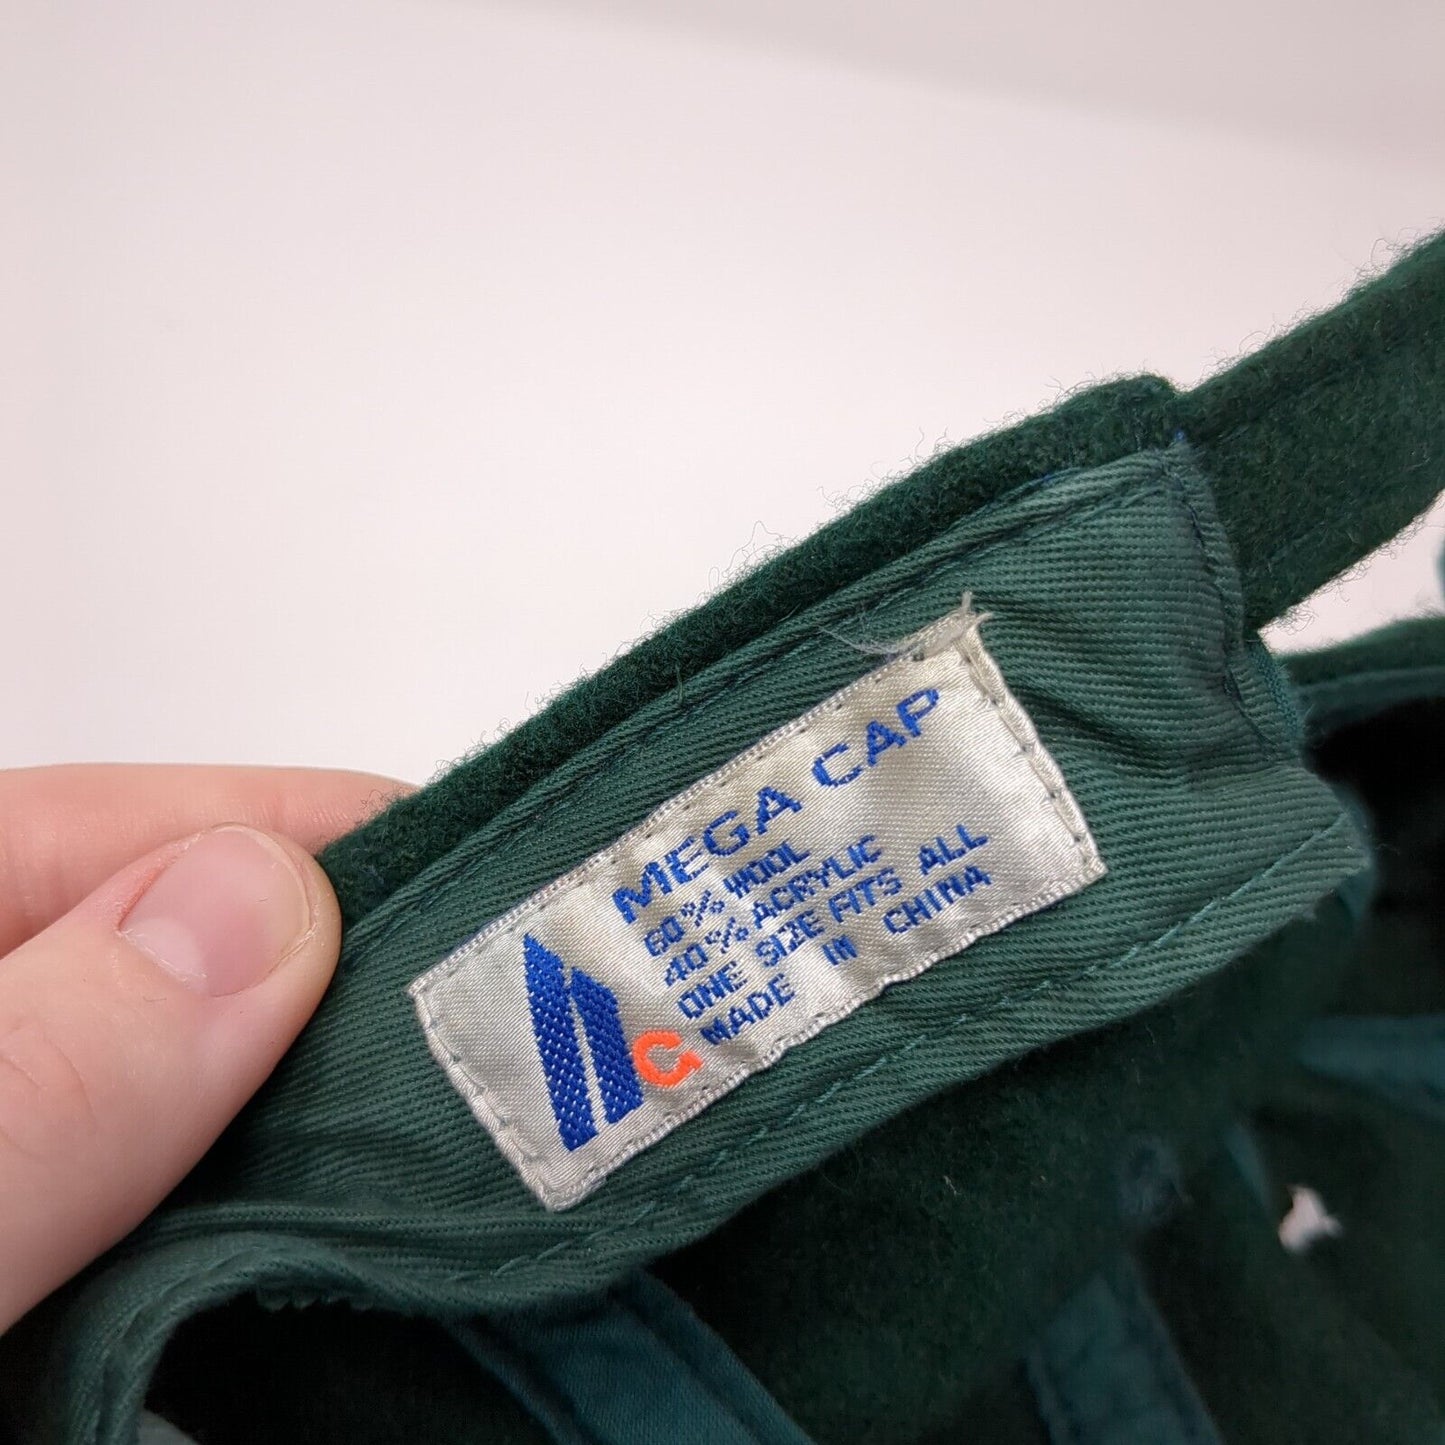 MEGA CAP
60% WOOL
40% ACRYLIC
ONE SIZE FITS ALL
MADE IN CHINA